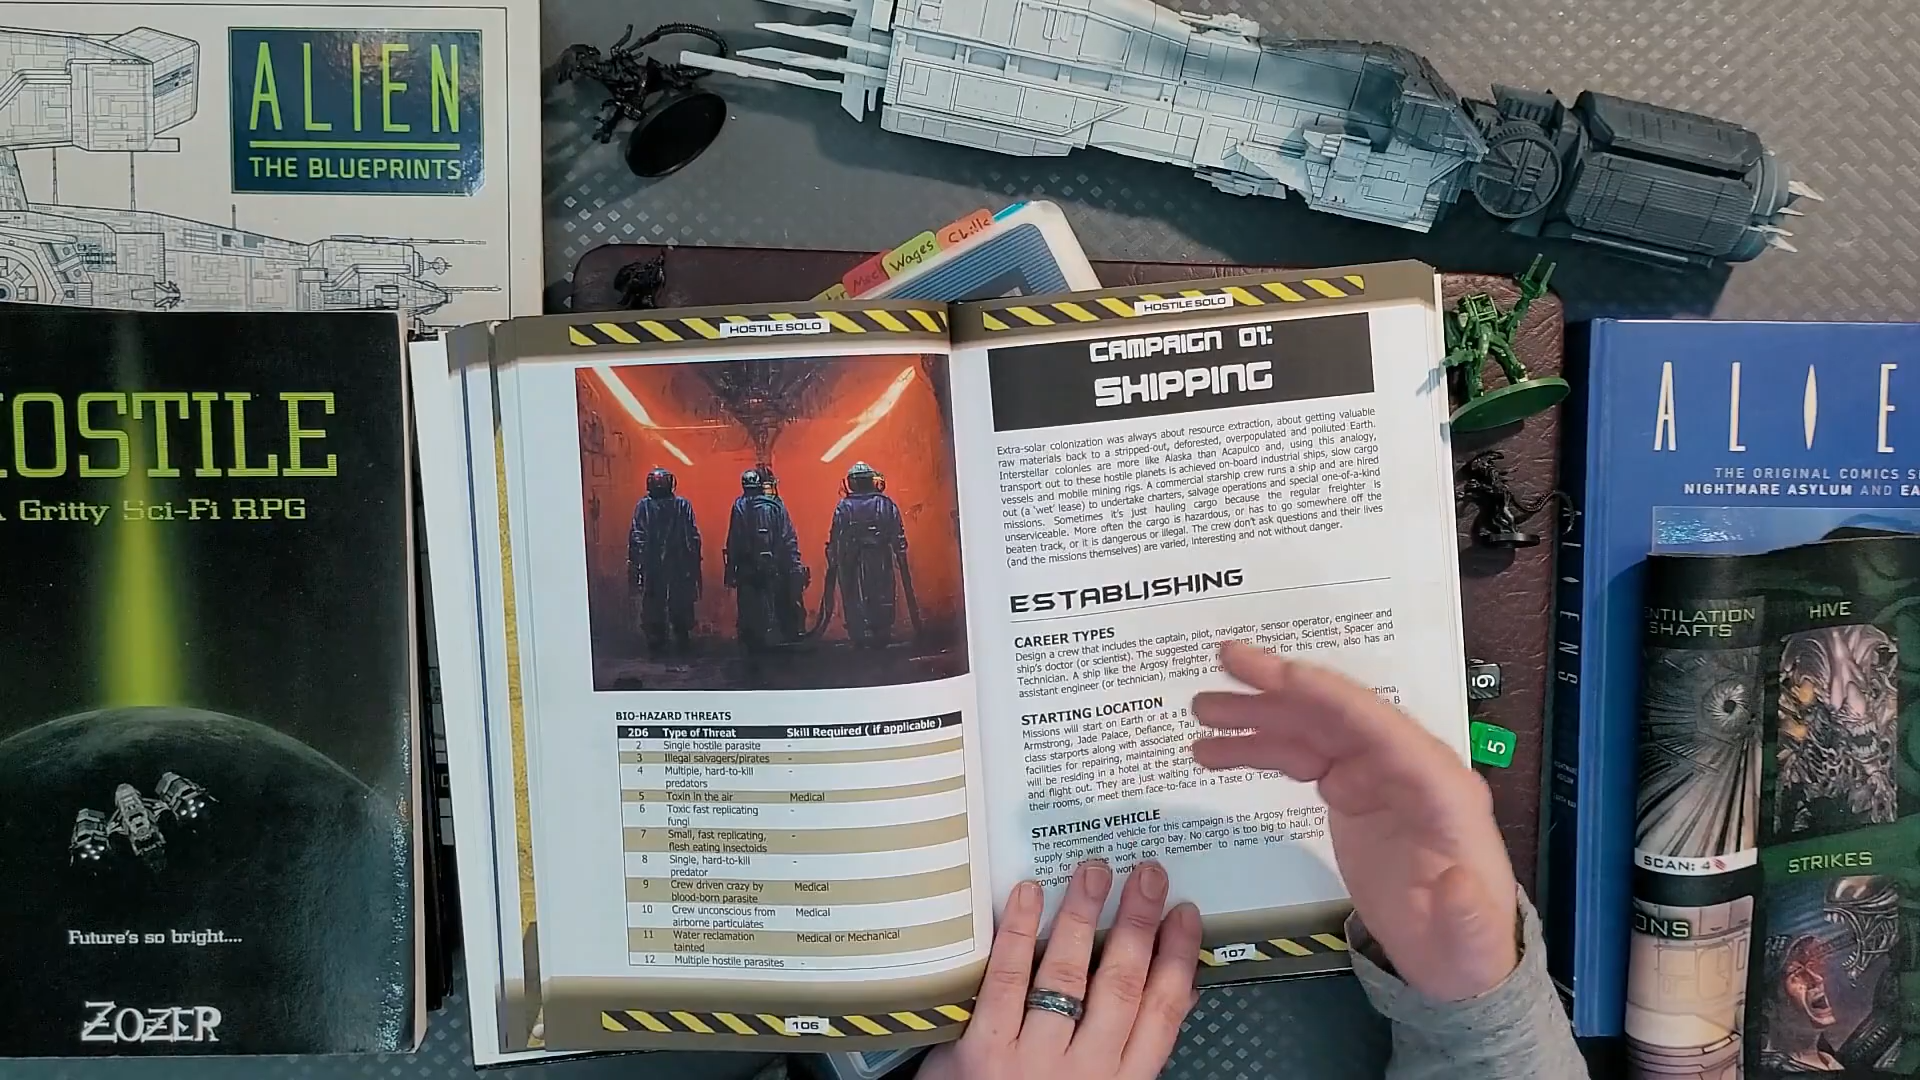 ALIEN
THE BLUEPRINTS
Wages
Chills
HOSTILE
A Gritty Sci-Fi RPG
Future's so bright....
ZOZER
HOSTILE SOLO
BIO-HAZARD THREATS
2D6 Type of Threat Skill Required ( if applicable )
2 Single hostile parasite -
3 Illegal salvagers/pirates -
4 Multiple, hard-to-kill -
predators
5 Toxin in the air Medical
6 Toxic fast replicating -
fungi
7 Small, fast replicating, -
flesh eating insectoids
8 Single, hard-to-kill -
predator
9 Crew driven crazy by Medical
blood-born parasite
10 Crew unconscious from Medical
airborne particulates
11 Water reclamation Medical or Mechanical
tainted
12 Multiple hostile parasites -
106
HOSTILE SOLO
CAMPAIGN 01:
SHIPPING
Extra-solar colonization was always about resource extraction, about getting valuable
raw materials back to a stripped-out, deforested, overpopulated and polluted Earth.
Interstellar colonies are more like Alaska than Acapulco and, using this analogy,
transport out to these hostile planets is achieved on-board industrial ships, slow cargo
vessels and mobile mining rigs. A commercial starship crew runs a ship and are hired
out (a 'wet' lease) to undertake charters, salvage operations and special one-of-a-kind
missions. Sometimes it's just hauling cargo because the regular freighter is
unserviceable. More often the cargo is hazardous, or has to go somewhere off the
beaten track, or it is dangerous or illegal. The crew don't ask questions and their lives
(and the missions themselves) are varied, interesting and not without danger.
ESTABLISHING
CAREER TYPES
Design a crew that includes the captain, pilot, navigator, sensor operator, engineer and
ship's doctor (or scientist). The suggested Physician, Scientist, Spacer and
Technician. A ship like the Argosy freighter, for this crew, also has an
assistant engineer (or technician), making a
STARTING LOCATION
Missions will start on Earth or at a B
Armstrong, Jade Palace, Defiance, Tau B
class starports along with associated orbital
facilities for repairing, maintaining and
will be residing in a hotel at the
and flight out. They are just waiting for
their rooms, or meet them face-to-face in a Taste O' Texas
STARTING VEHICLE
The recommended vehicle for this campaign is the Argosy freighter,
supply ship with a huge cargo bay. No cargo is too big to haul. Of
ship for work too. Remember to name your starship
work
107
9
5
ALIE
THE ORIGINAL COMICS
NIGHTMARE ASYLUM AND
ALIENS
SHAFTS
HIVE
SCAN: 4
STRIKES